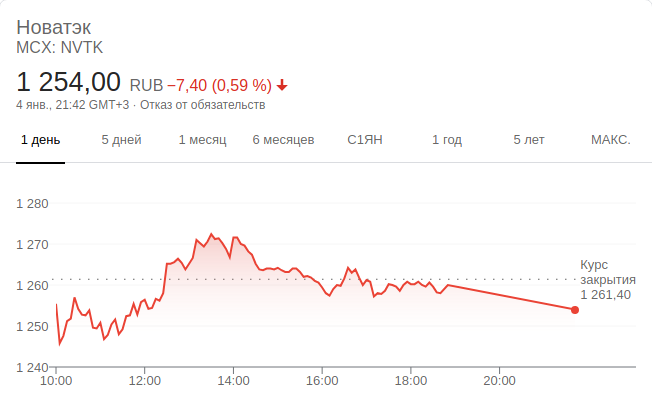 Новатэк
MCX: NVTK
1 254,00 RUB −7,40 (0,59 %)
4 янв., 21:42 GMT+3 · Отказ от обязательств
1 день 5 дней 1 месяц 6 месяцев С1ЯН 1 год 5 лет МАКС.
1 280
1 270
Курс
закрытия
1 261,40
1 260
1 250
1 240
10:00 12:00 14:00 16:00 18:00 20:00